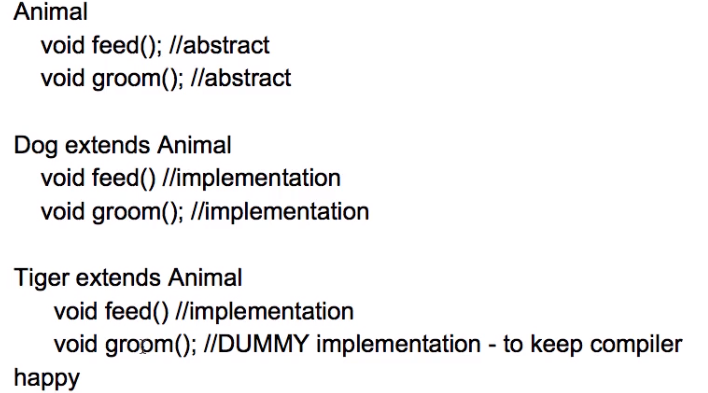 Animal
void feed(); //abstract
void groom(); //abstract
Dog extends Animal
void feed() //implementation
void groom(); //implementation
Tiger extends Animal
void feed() //implementation
void groom(); //DUMMY implementation - to keep compiler
happy